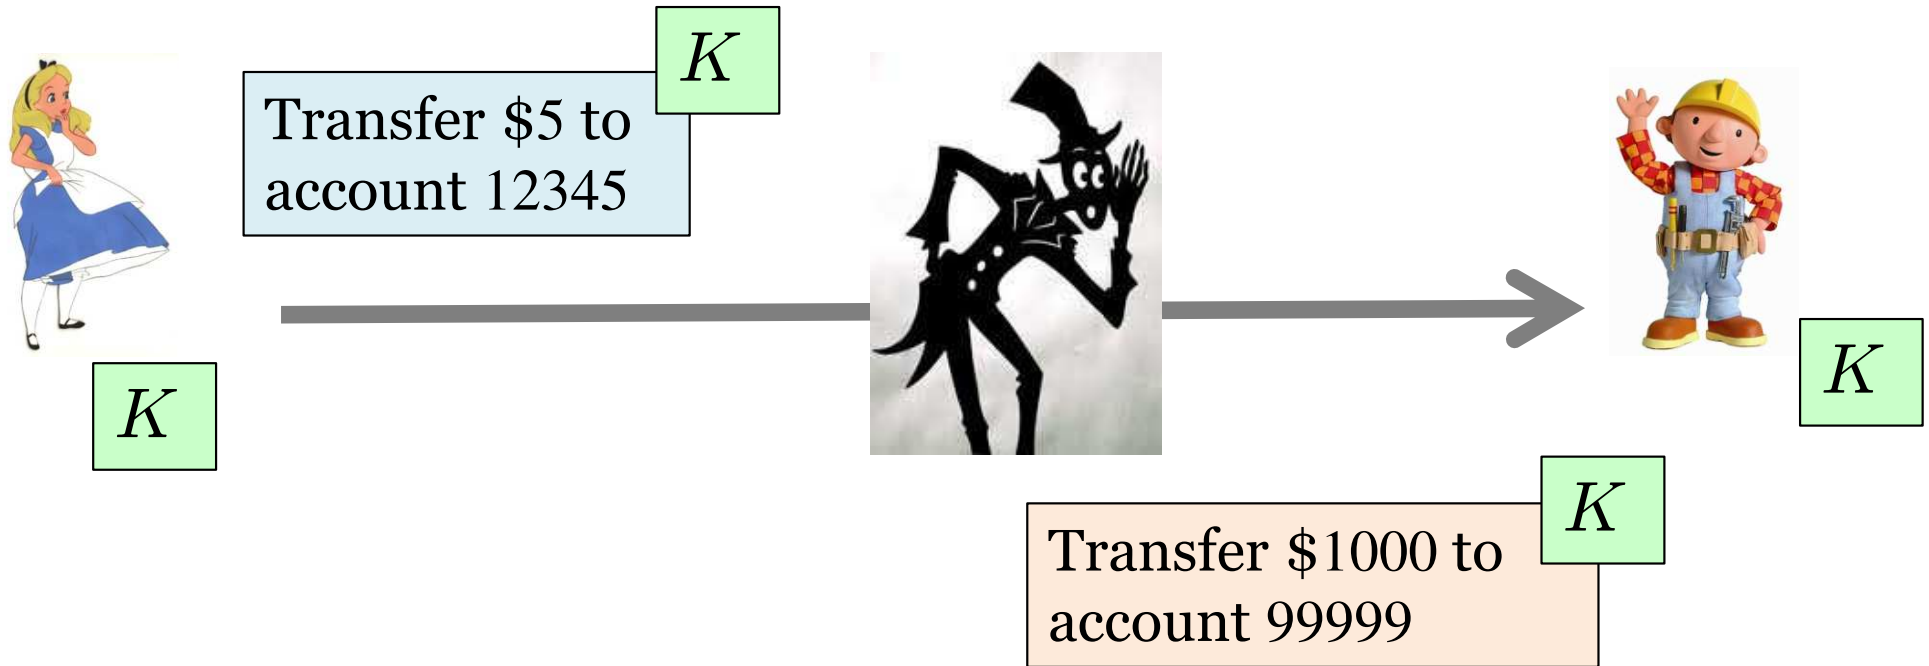 K
Transfer $5 to
account 12345
K
K
K
Transfer $1000 to
account 99999